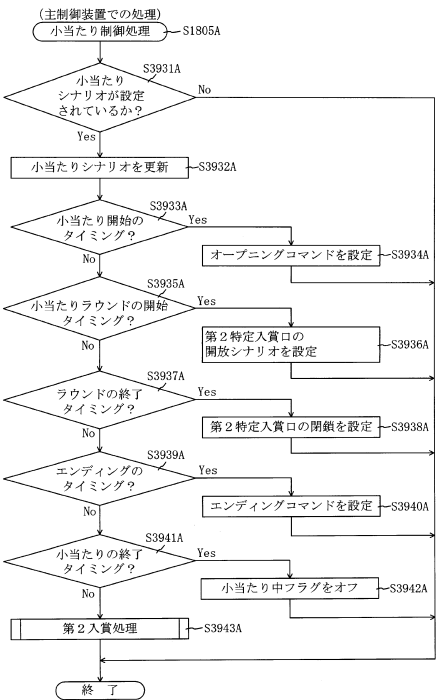 (主制御装置での処理)
小当たり制御処理
S1805A
S3931A
小当たり
シナリオが設定
されているか？
No
Yes
小当たりシナリオを更新
S3932A
S3933A
小当たり開始の
タイミング？
Yes
No
オープニングコマンドを設定
S3934A
S3935A
小当たりラウンドの開始
タイミング？
Yes
No
第２特定入賞口の
開放シナリオを設定
S3936A
S3937A
ラウンドの終了
タイミング？
Yes
No
第２特定入賞口の閉鎖を設定
S3938A
S3939A
エンディングの
タイミング？
Yes
No
エンディングコマンドを設定
S3940A
S3941A
小当たりの終了
タイミング？
Yes
No
小当たり中フラグをオフ
S3942A
第２入賞処理
S3943A
終 了